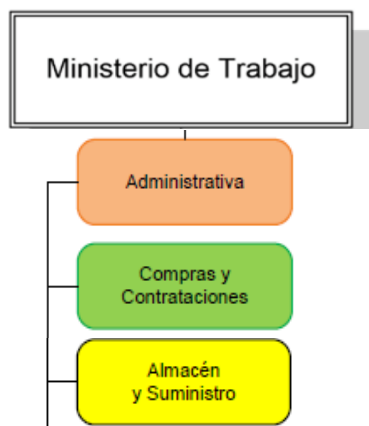 Ministerio de Trabajo
Administrativa
Compras y
Contrataciones
Almacén
y Suministro